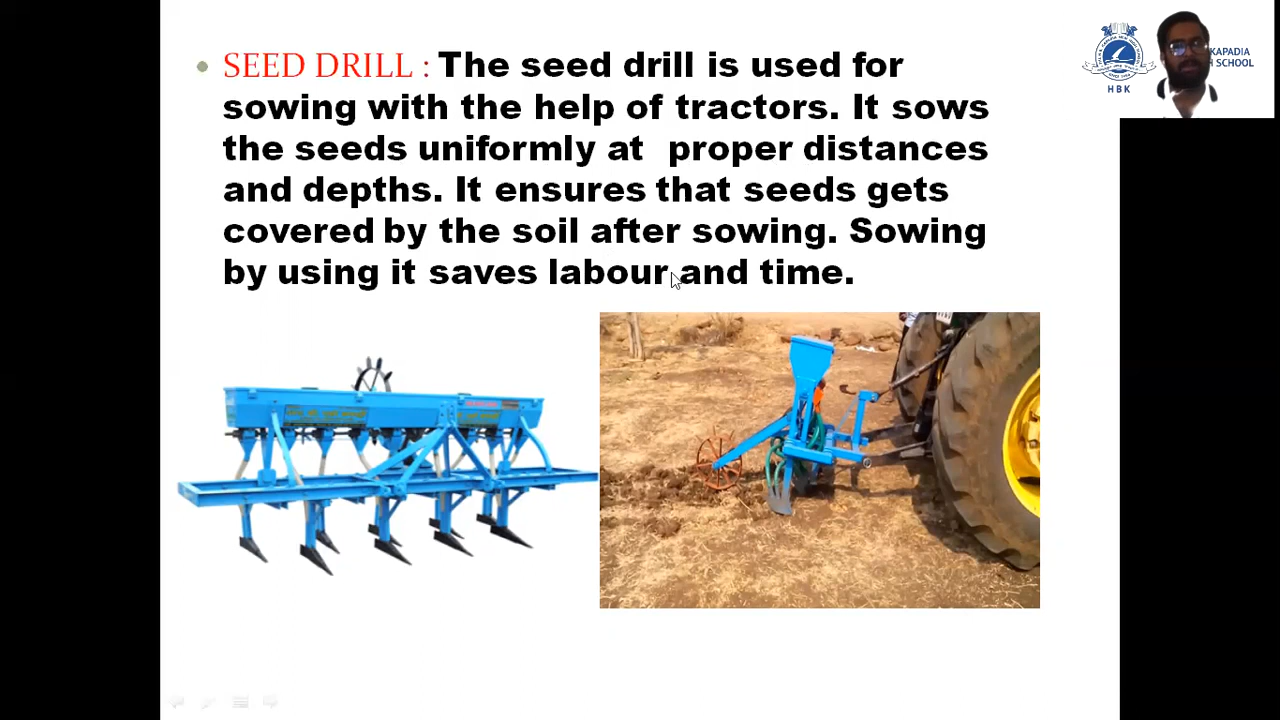 SEED DRILL : The seed drill is used for
sowing with the help of tractors. It sows
the seeds uniformly at proper distances
and depths. It ensures that seeds gets
covered by the soil after sowing. Sowing
by using it saves labour and time.
KAPADIA
H SCHOOL
HBK